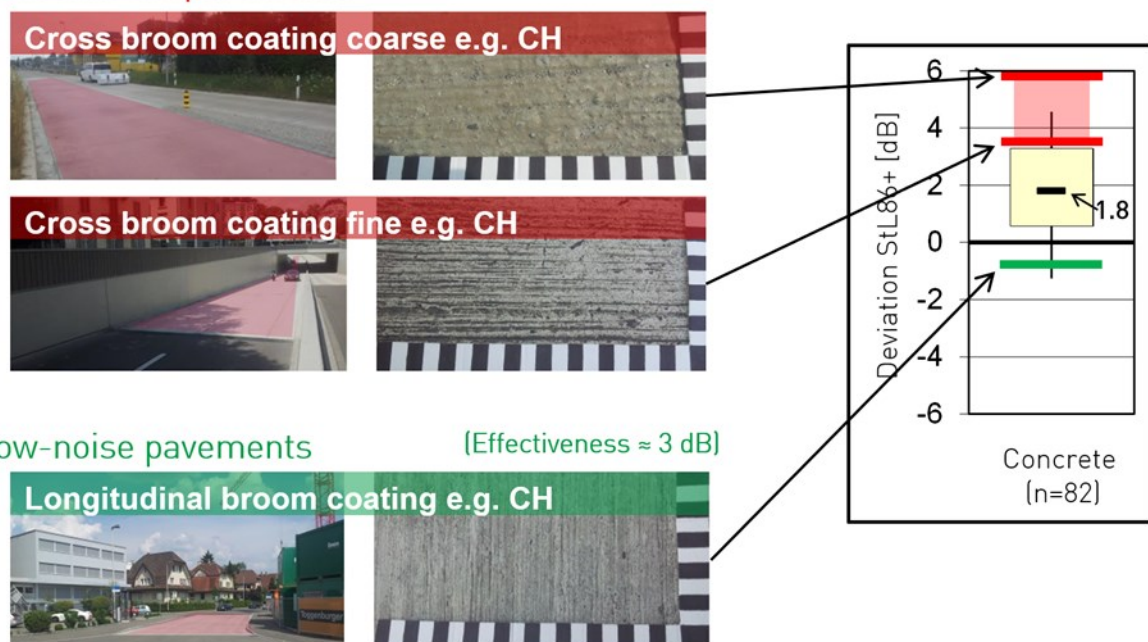 Cross broom coating coarse e.g. CH
Cross broom coating fine e.g. CH
ow-noise pavements
(Effectiveness ≈ 3 dB)
Longitudinal broom coating e.g. CH
Deviation StL86+ [dB]
6
4
2
0
-2
-4
-6
1.8
Concrete
(n=82)